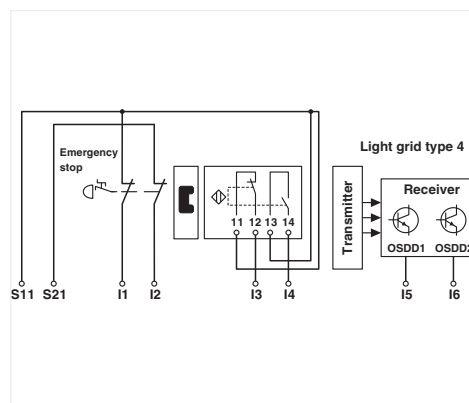 Emergency
stop
Light grid type 4
Transmitter
Receiver
11 12 13 14
OSDD1 OSDD2
S11 S21 I1 I2 I3 I4 I5 I6